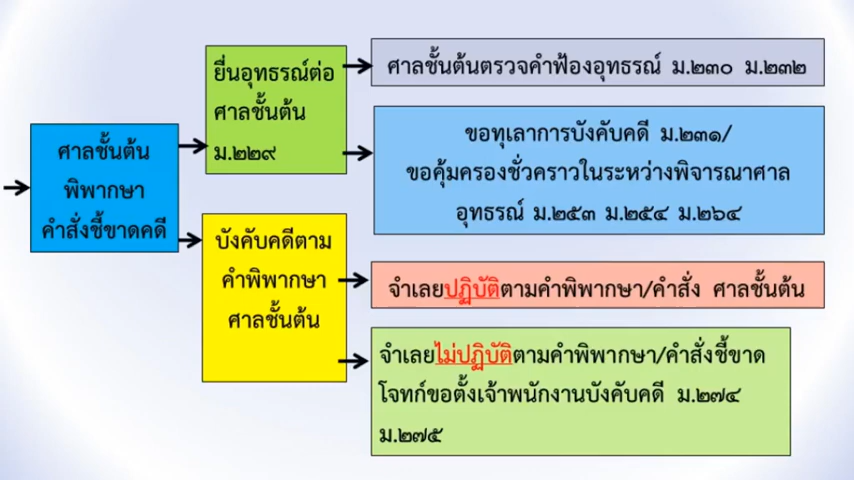 ศาลชั้นต้น
พิพากษา
คำสั่งชี้ขาดคดี
ยื่นอุทธรณ์ต่อ
ศาลชั้นต้น
ม.๒๒๙
ศาลชั้นต้นตรวจคำฟ้องอุทธรณ์ ม.๒๓๐ ม.๒๓๒
ขอทุเลาการบังคับคดี ม.๒๓๑/
ขอคุ้มครองชั่วคราวในระหว่างพิจารณาศาล
อุทธรณ์ ม.๒๕๓ ม.๒๕๔ ม.๒๖๔
บังคับคดีตาม
คำพิพากษา
ศาลชั้นต้น
จำเลยปฏิบัติตามคำพิพากษา/คำสั่ง ศาลชั้นต้น
จำเลยไม่ปฏิบัติตามคำพิพากษา/คำสั่งชี้ขาด
โจทก์ขอตั้งเจ้าพนักงานบังคับคดี ม.๒๗๔
ม.๒๗๕